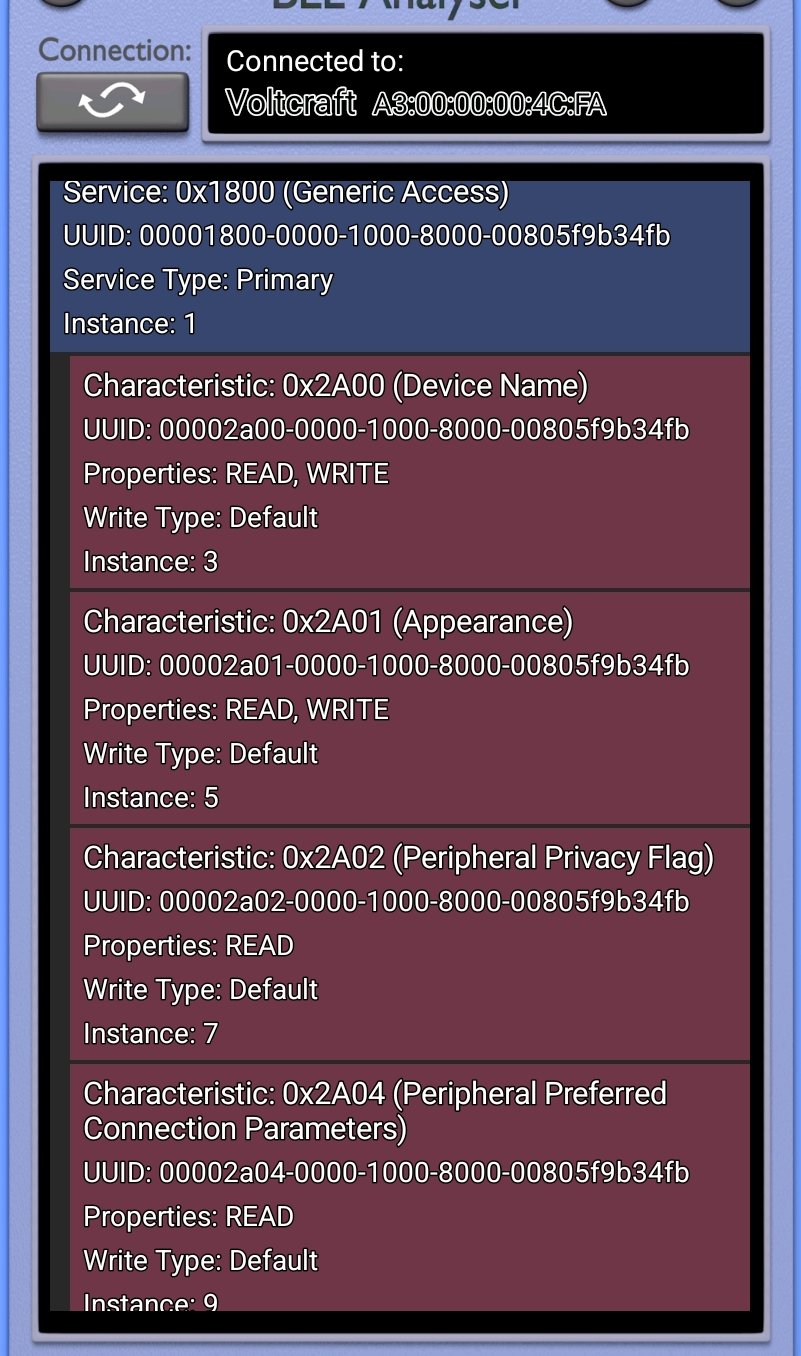 BLE Analyser
Connection:
Connected to:
Voltcraft A3:00:00:00:4C:FA
Service: 0x1800 (Generic Access)
UUID: 00001800-0000-1000-8000-00805f9b34fb
Service Type: Primary
Instance: 1
Characteristic: 0x2A00 (Device Name)
UUID: 00002a00-0000-1000-8000-00805f9b34fb
Properties: READ, WRITE
Write Type: Default
Instance: 3
Characteristic: 0x2A01 (Appearance)
UUID: 00002a01-0000-1000-8000-00805f9b34fb
Properties: READ, WRITE
Write Type: Default
Instance: 5
Characteristic: 0x2A02 (Peripheral Privacy Flag)
UUID: 00002a02-0000-1000-8000-00805f9b34fb
Properties: READ
Write Type: Default
Instance: 7
Characteristic: 0x2A04 (Peripheral Preferred
Connection Parameters)
UUID: 00002a04-0000-1000-8000-00805f9b34fb
Properties: READ
Write Type: Default
Instance: 9